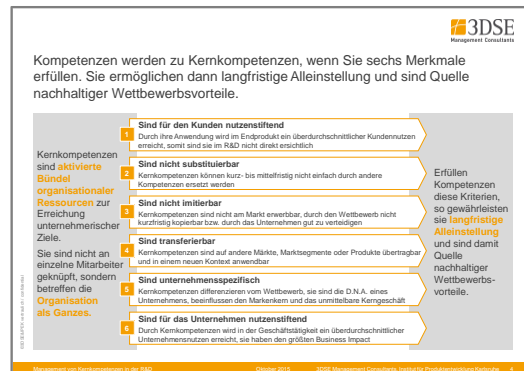 3DSE
Management Consultants
Kompetenzen werden zu Kernkompetenzen, wenn Sie sechs Merkmale
erfüllen. Sie ermöglichen dann langfristige Alleinstellung und sind Quelle
nachhaltiger Wettbewerbsvorteile.
Kernkompetenzen
sind aktivierte
Bündel
organisationaler
Ressourcen zur
Erreichung
unternehmerischer
Ziele.
Sie sind nicht an
einzelne Mitarbeiter
geknüpft, sondern
betreffen die
Organisation
als Ganzes.
1
Sind für den Kunden nutzenstiftend
Durch ihre Anwendung wird im Endprodukt ein überdurchschnittlicher Kundennutzen
erreicht, somit sind sie im R&D nicht direkt ersichtlich
2
Sind nicht substituierbar
Kernkompetenzen können kurz- bis mittelfristig nicht einfach durch andere
Kompetenzen ersetzt werden
3
Sind nicht imitierbar
Kernkompetenzen sind nicht am Markt erwerbbar, durch den Wettbewerb nicht
kurzfristig kopierbar bzw. durch das Unternehmen gut zu verteidigen
4
Sind transferierbar
Kernkompetenzen sind auf andere Märkte, Marktsegmente oder Produkte übertragbar
und in einem neuen Context anwendbar
5
Sind unternehmensspezifisch
Kompetenzen differenzieren vom Wettbewerb, sie sind die D.N.A. eines
Unternehmens, beeinflussen den Markenkern und das unmittelbare Kerngeschäft
6
Sind für das Unternehmen nutzenstiftend
Durch Kernkompetenzen wird in der Geschäftstätigkeit ein überdurchschnittlicher
Unternehmensnutzen erreicht, sie haben den größten Business Impact
Erfüllen
Kompetenzen
diese Kriterien,
so gewährleisten
sie langfristige
Alleinstellung
und sind damit
Quelle
nachhaltiger
Wettbewerbs-
vorteile.
Management von Kernkompetenzen in der R&D
Oktober 2015
3DSE Management Consultants, Institut für Produktentwicklung Karlsruhe
4